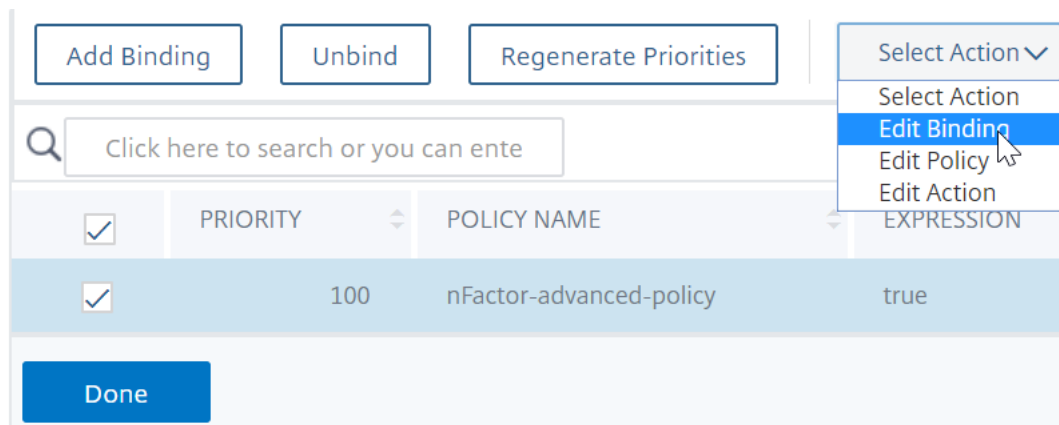 Add Binding Unbind Regenerate Priorities Select Action
Select Action
Edit Binding
Edit Policy
Edit Action
Click here to search or you can ente
PRIORITY POLICY NAME EXPRESSION
100 nFactor-advanced-policy true
Done